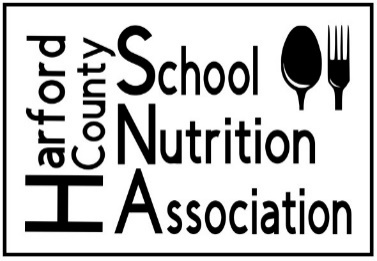 Harford
County
School
Nutrition
Association